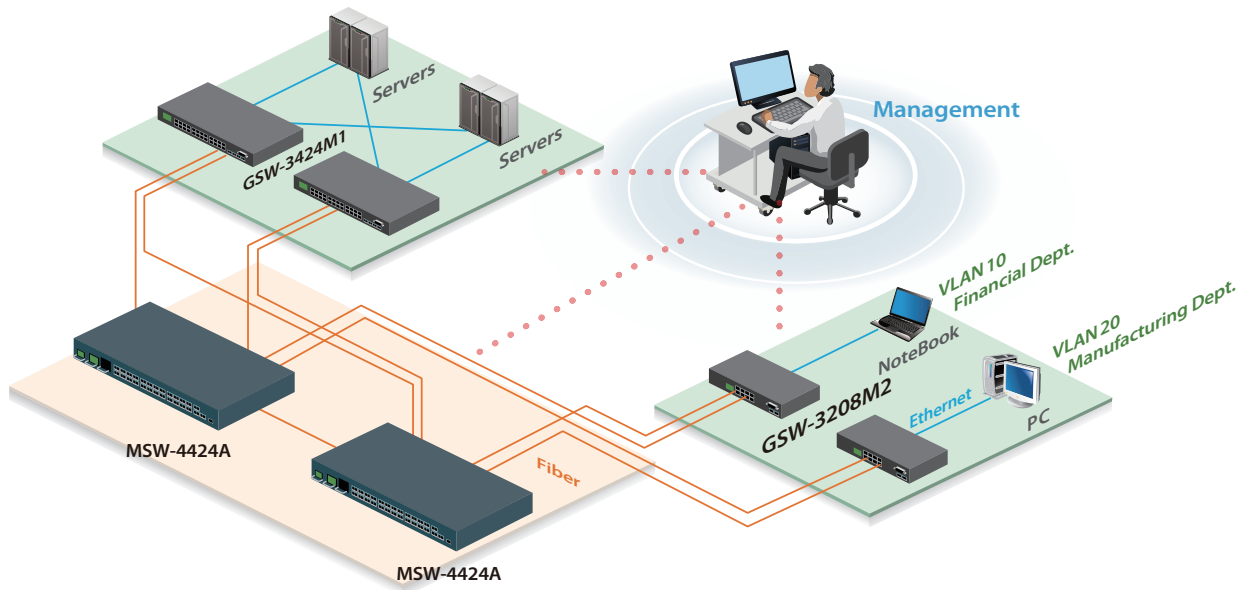 Servers
Servers
GSW-3424M1
Management
VLAN 10
Financial Dept.
VLAN 20
Manufacturing Dept.
NoteBook
GSW-3208M2
Ethernet
PC
MSW-4424A
Fiber
MSW-4424A